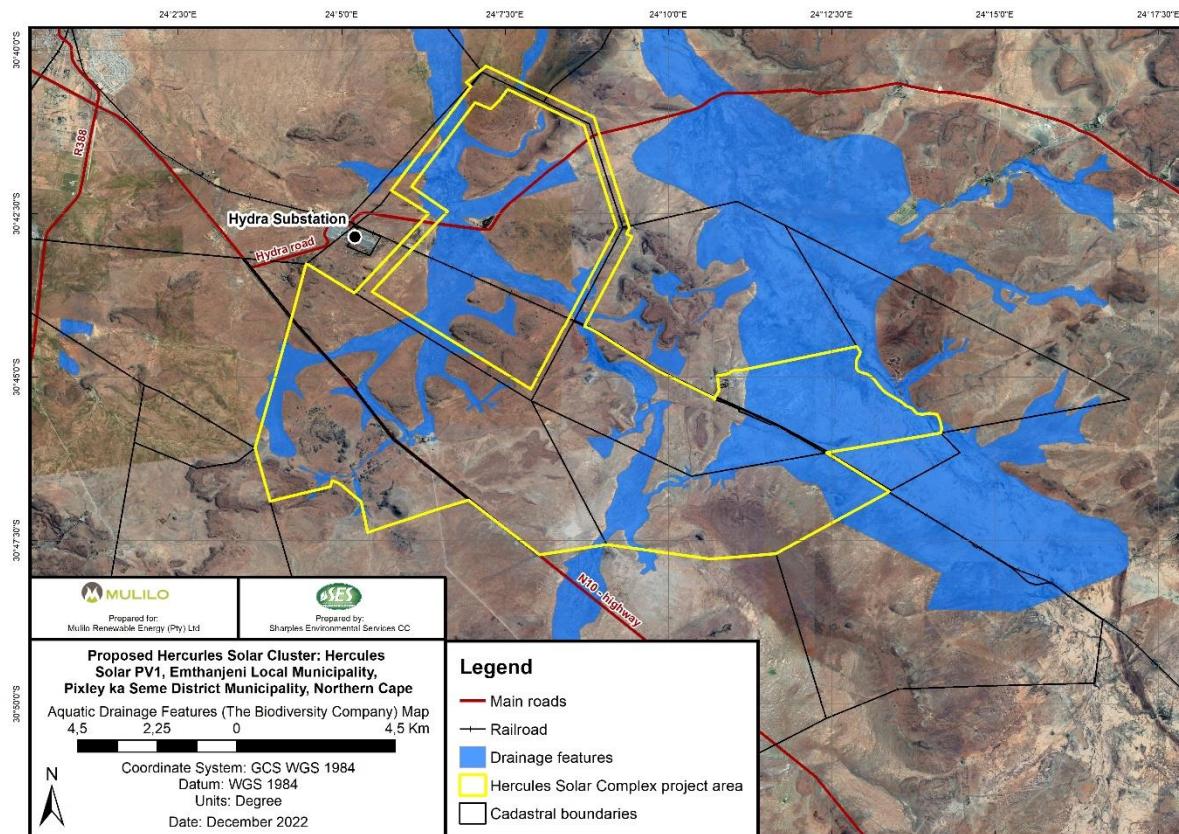 24°2'30"E
24°5'0"E
24°7'30"E
24°10'0"E
24°12'30"E
24°15'0"E
24°17'30"E
30°40'0"S
30°42'30"S
30°45'0"S
30°47'30"S
30°50'0"S
R388
Hydra Substation
Hydra road
N10 - highway
MULILO
Prepared for:
Mulilo Renewable Energy (Pty) Ltd
SES
Prepared by:
Sharples Environmental Services CC
Proposed Hercurles Solar Cluster: Hercules
Solar PV1, Emthanjeni Local Municipality,
Pixley ka Seme District Municipality, Northern Cape
Aquatic Drainage Features (The Biodiversity Company) Map
4,5 2,25 0 4,5 Km
Coordinate System: GCS WGS 1984
Datum: WGS 1984
Units: Degree
Date: December 2022
N
Legend
Main roads
Railroad
Drainage features
Hercules Solar Complex project area
Cadastral boundaries